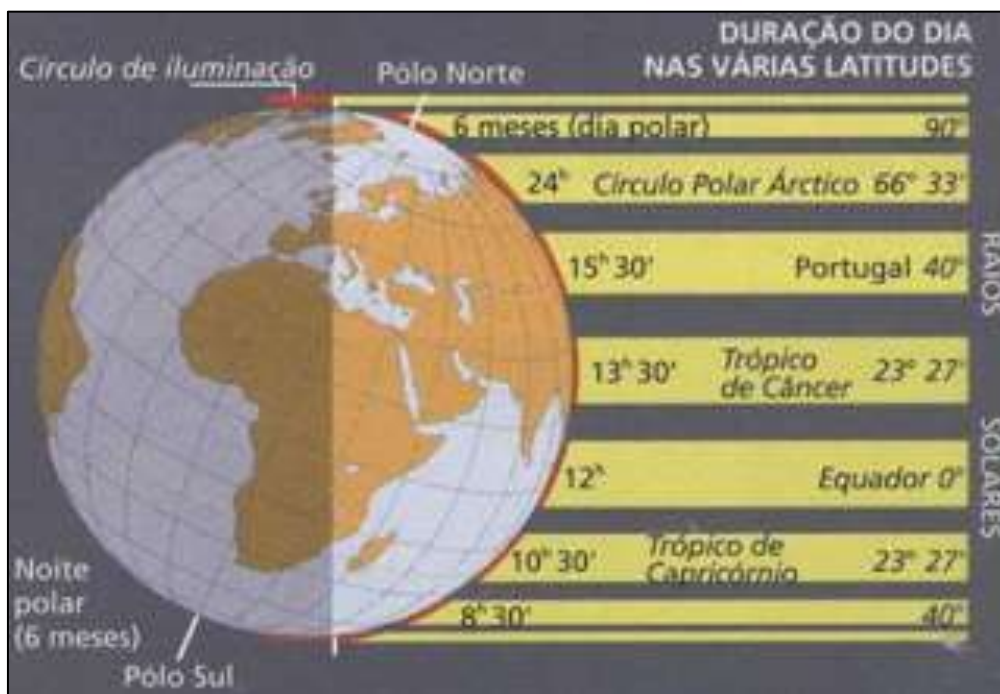 DURAÇÃO DO DIA
NAS VÁRIAS LATITUDES
Círculo de iluminação
Pólo Norte
6 meses (dia polar) 90°
24ʰ Círculo Polar Árctico 66° 33'
15ʰ 30' Portugal 40°
13ʰ 30' Trópico de Câncer 23° 27'
12ʰ Equador 0°
10ʰ 30' Trópico de Capricórnio 23° 27'
8ʰ 30' 40°
RAIOS SOLARES
Noite
polar
(6 meses)
Pólo Sul